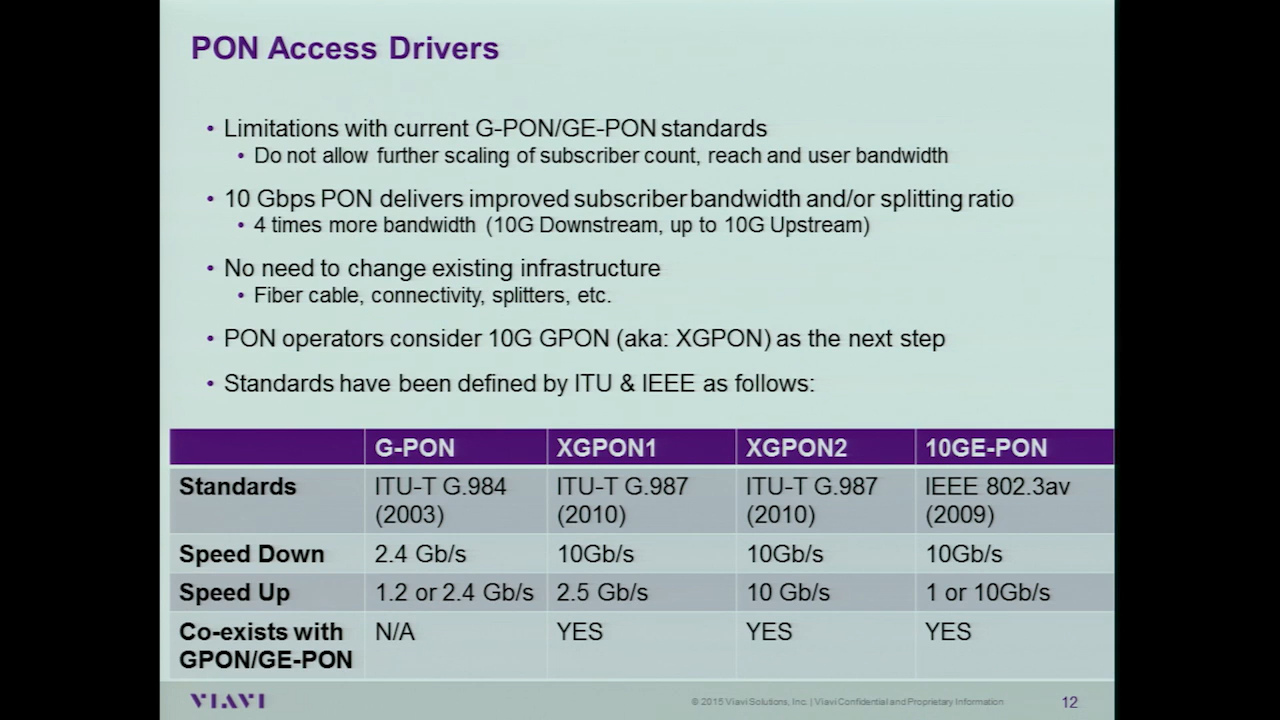 PON Access Drivers
• Limitations with current G-PON/GE-PON standards
• Do not allow further scaling of subscriber count, reach and user bandwidth
• 10 Gbps PON delivers improved subscriber bandwidth and/or splitting ratio
• 4 times more bandwidth (10G Downstream, up to 10G Upstream)
• No need to change existing infrastructure
• Fiber cable, connectivity, splitters, etc.
• PON operators consider 10G GPON (aka: XGPON) as the next step
• Standards have been defined by ITU & IEEE as follows:
G-PON XGPON1 XGPON2 10GE-PON
Standards ITU-T G.984 ITU-T G.987 ITU-T G.987 IEEE 802.3av
(2003) (2010) (2010) (2009)
Speed Down 2.4 Gb/s 10Gb/s 10Gb/s 10Gb/s
Speed Up 1.2 or 2.4 Gb/s 2.5 Gb/s 10 Gb/s 1 or 10Gb/s
Co-exists with N/A YES YES YES
GPON/GE-PON
VIAVI © 2015 Viavi Solutions, Inc. | Viavi Confidential and Proprietary Information 12